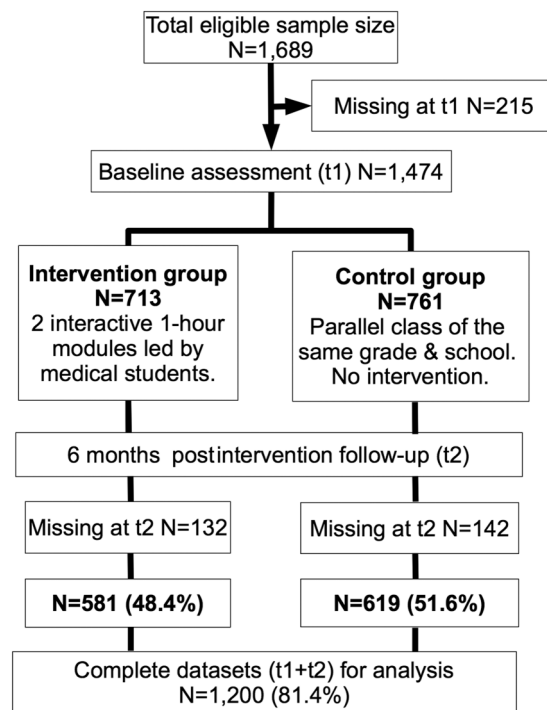 Total eligible sample size
N=1,689
Missing at t1 N=215
Baseline assessment (t1) N=1,474
Intervention group
N=713
2 interactive 1-hour
modules led by
medical students.
Control group
N=761
Parallel class of the
same grade & school.
No intervention.
6 months postintervention follow-up (t2)
Missing at t2 N=132
Missing at t2 N=142
N=581 (48.4%)
N=619 (51.6%)
Complete datasets (t1+t2) for analysis
N=1,200 (81.4%)